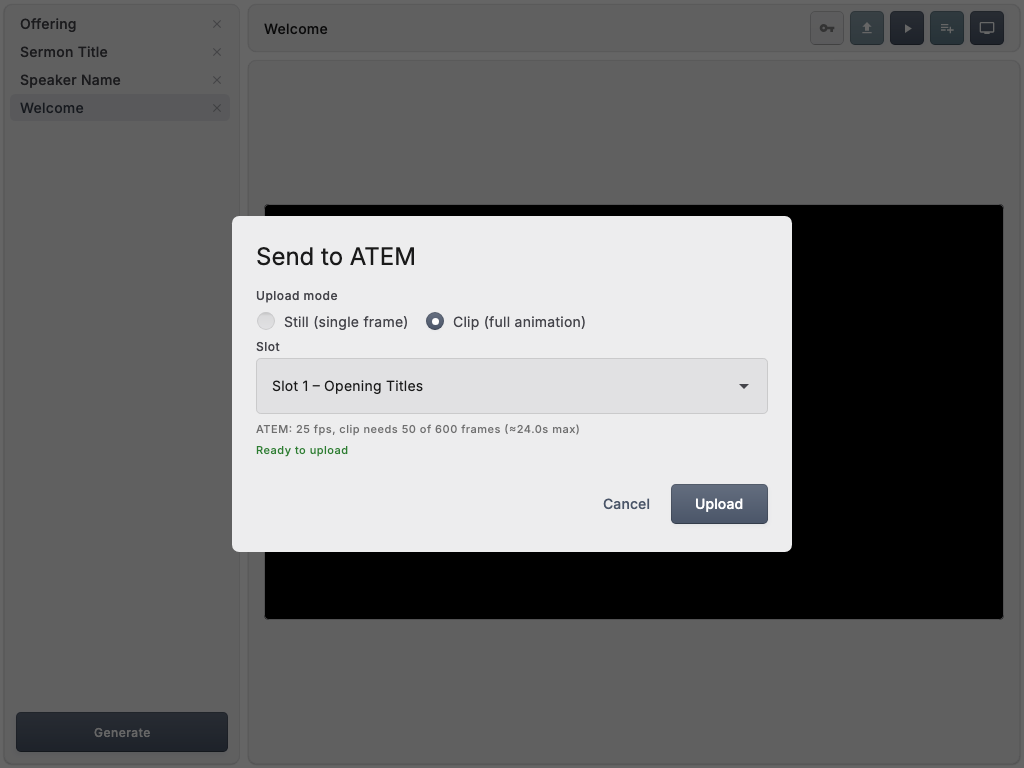 Offering
Sermon Title
Speaker Name
Welcome
Generate
Welcome
Send to ATEM
Upload mode
Still (single frame)
Clip (full animation)
Slot
Slot 1 – Opening Titles
ATEM: 25 fps, clip needs 50 of 600 frames (≈24.0s max)
Ready to upload
Cancel
Upload